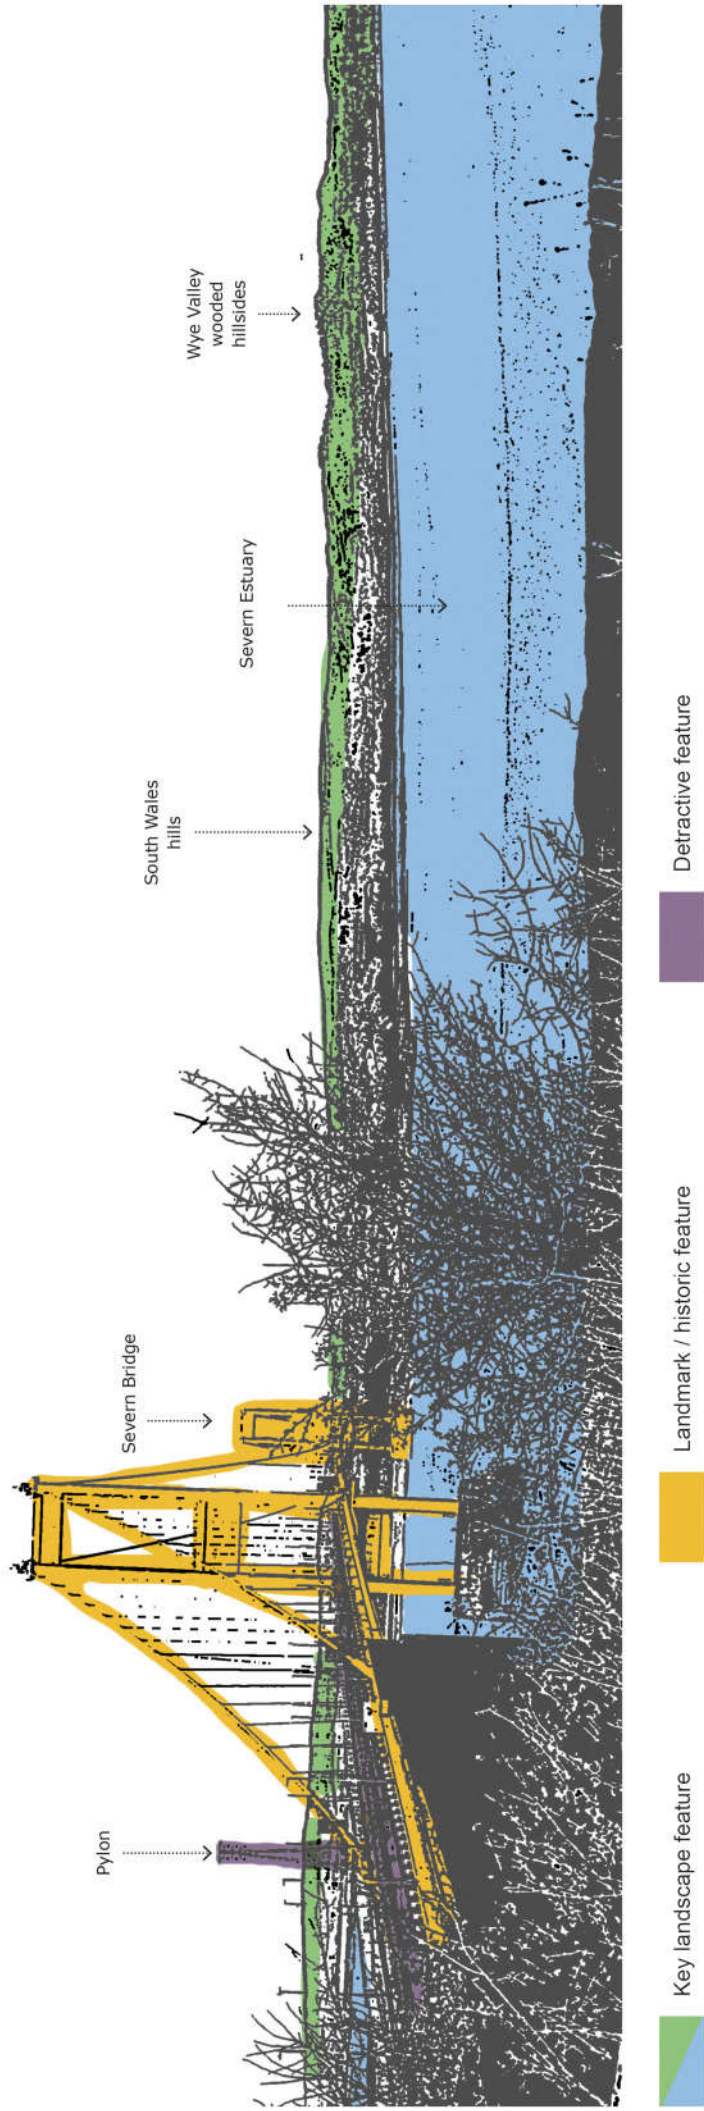 Pylon
Severn Bridge
South Wales
hills
Severn Estuary
Wye Valley
wooded
hillsides
Key landscape feature
Landmark / historic feature
Detractive feature